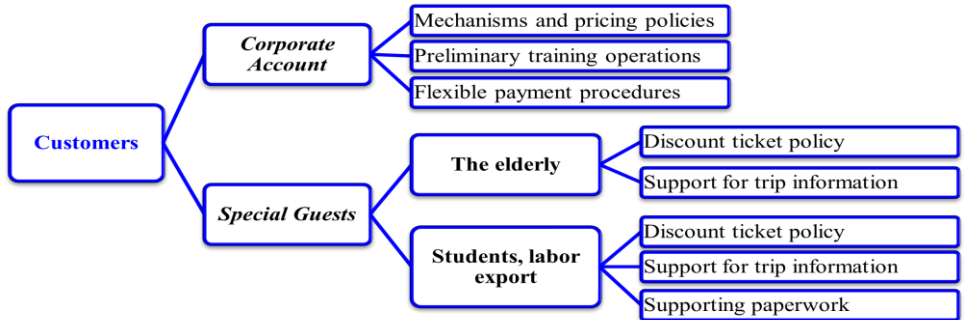 Customers
Corporate
Account
Mechanisms and pricing policies
Preliminary training operations
Flexible payment procedures
Special Guests
The elderly
Discount ticket policy
Support for trip information
Students, labor
export
Discount ticket policy
Support for trip information
Supporting paperwork